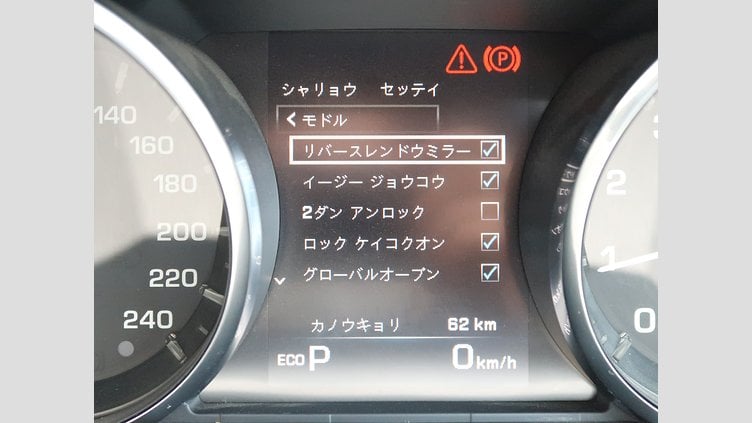 シャリョウ セッテイ
モドル
リバースレンドウミラー
イージー ジョウコウ
2ダン アンロック
ロック ケイコクオン
グローバルオープン
カノウキョリ 62 km
ECO P 0 km/h
140
160
180
200
220
240
2
1
0